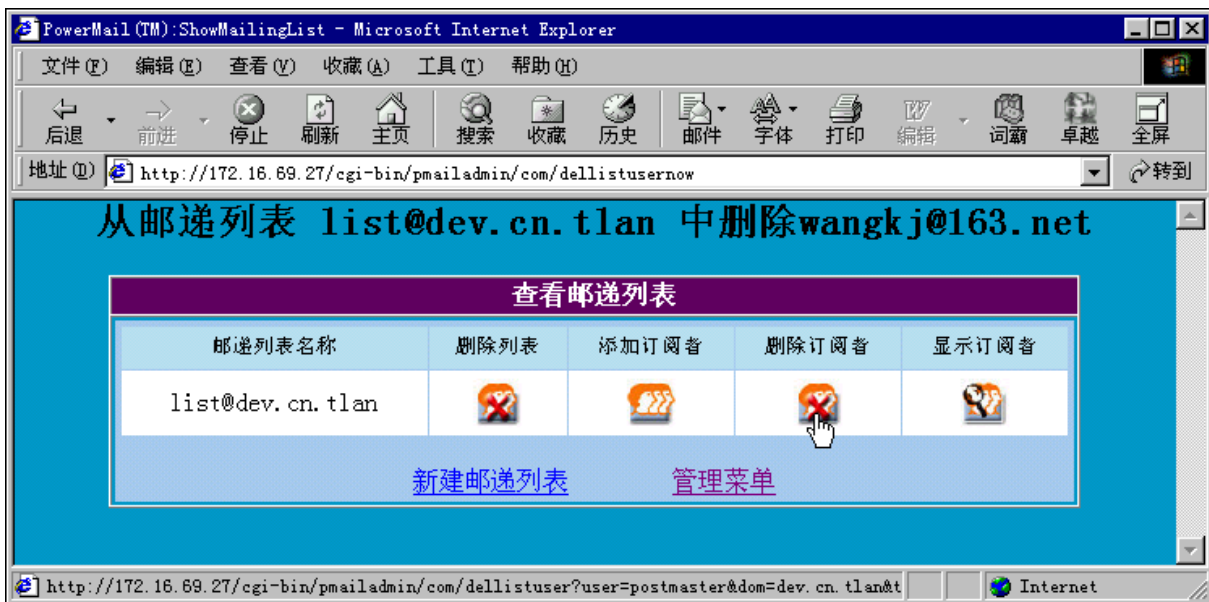 PowerMail(TM):ShowMailingList - Microsoft Internet Explorer
文件(F) 编辑(E) 查看(V) 收藏(A) 工具(T) 帮助(H)
后退 前进 停止 刷新 主页 搜索 收藏 历史 邮件 字体 打印 编辑 词霸 卓越 全屏
地址(D) http://172.16.69.27/cgi-bin/pmailadmin/com/dellistusernow 转到
从邮递列表 list@dev.cn.tlan 中删除wangkj@163.net
查看邮递列表
邮递列表名称 删除列表 添加订阅者 删除订阅者 显示订阅者
list@dev.cn.tlan
新建邮递列表 管理菜单
http://172.16.69.27/cgi-bin/pmailadmin/com/dellistuser?user=postmaster&dom=dev.cn.tlan&t Internet